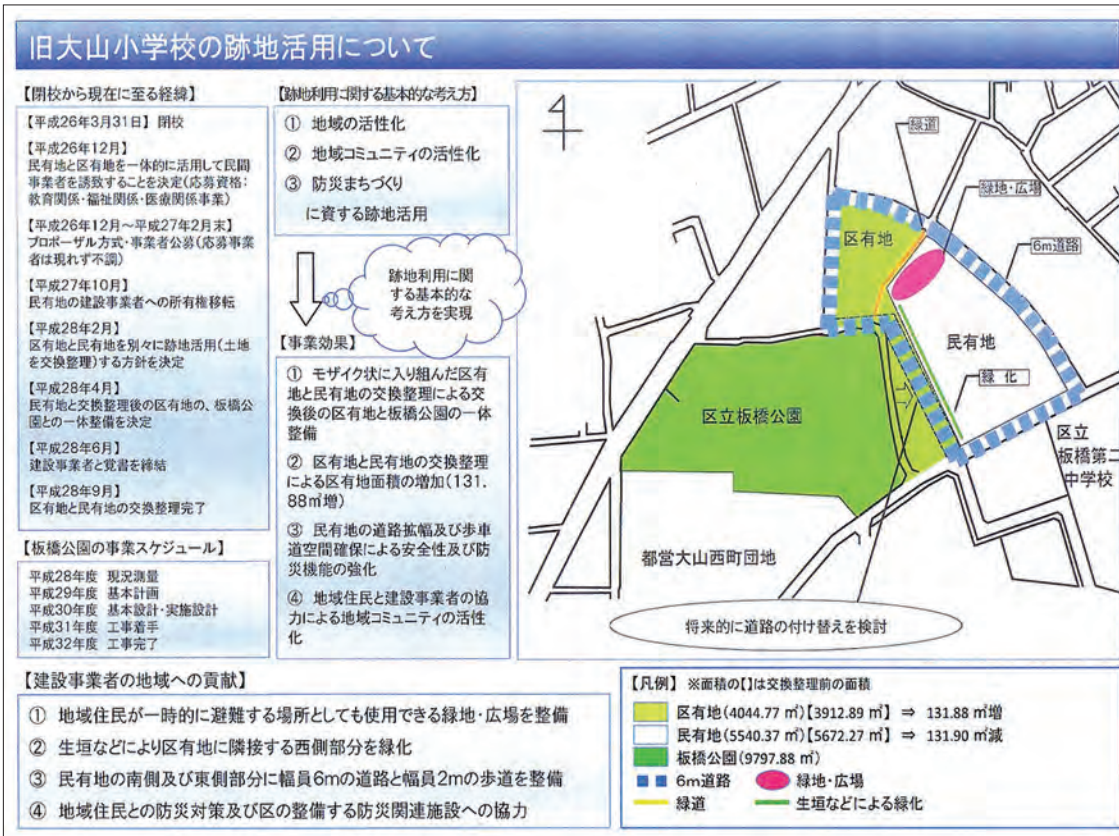 旧大山小学校の跡地活用について
【閉校から現在に至る経緯】
【平成26年3月31日】 閉校
【平成26年12月】
民有地と区有地を一体的に活用して民間
事業者を誘致することを決定(応募資格:
教育関係・福祉関係・医療関係事業)
【平成26年12月～平成27年2月末】
プロポーザル方式・事業者公募(応募事業
者は現れず不調)
【平成27年10月】
民有地の建設事業者への所有権移転
【平成28年2月】
区有地と民有地を別々に跡地活用(土地
を交換整理)する方針を決定
【平成28年4月】
民有地と交換整理後の区有地の、板橋公
園との一体整備を決定
【平成28年6月】
建設事業者と覚書を締結
【平成28年9月】
区有地と民有地の交換整理完了
【板橋公園の事業スケジュール】
平成28年度 現況測量
平成29年度 基本計画
平成30年度 基本設計・実施設計
平成31年度 工事着手
平成32年度 工事完了
【跡地利用に関する基本的な考え方】
① 地域の活性化
② 地域コミュニティの活性化
③ 防災まちづくり
に資する跡地活用
跡地利用に関
する基本的な
考え方を実現
【事業効果】
① モザイク状に入り組んだ区有
地と民有地の交換整理による交
換後の区有地と板橋公園の一体
整備
② 区有地と民有地の交換整理
による区有地面積の増加(131.
88㎡増)
③ 民有地の道路拡幅及び歩車
道空間確保による安全性及び防
災機能の強化
④ 地域住民と建設事業者の協
力による地域コミュニティの活性
化
緑道
緑地・広場
区有地
6m道路
民有地
緑 化
区立板橋公園
区立
板橋第二
中学校
都営大山西町団地
将来的に道路の付け替えを検討
【建設事業者の地域への貢献】
① 地域住民が一時的に避難する場所としても使用できる緑地・広場を整備
② 生垣などにより区有地に隣接する西側部分を緑化
③ 民有地の南側及び東側部分に幅員6mの道路と幅員2mの歩道を整備
④ 地域住民との防災対策及び区の整備する防災関連施設への協力
【凡例】 ※面積の【】は交換整理前の面積
区有地(4044.77 ㎡)【3912.89 ㎡】 ⇒ 131.88 ㎡増
民有地(5540.37 ㎡)【5672.27 ㎡】 ⇒ 131.90 ㎡減
板橋公園(9797.88 ㎡)
6m道路 緑地・広場
緑道 生垣などによる緑化